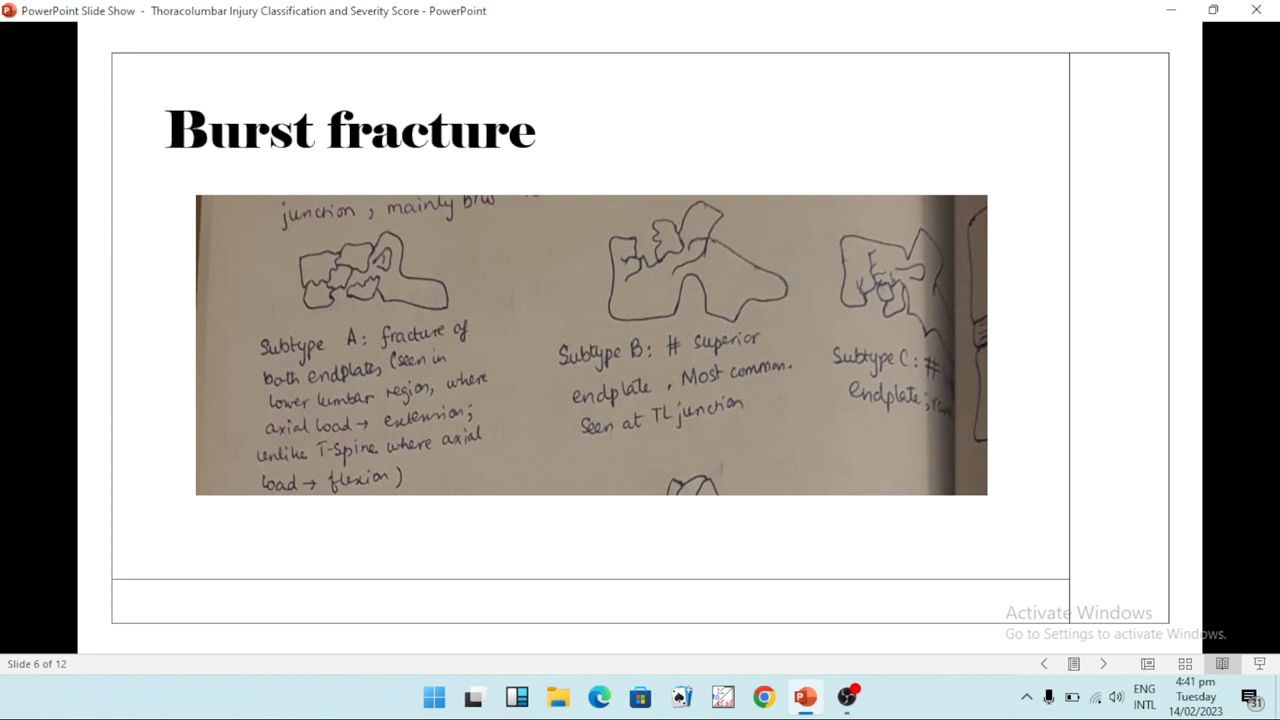 PowerPoint Slide Show - Thoracolumbar Injury Classification and Severity Score - PowerPoint
Burst fracture
junction, mainly b/w
Subtype A: fracture of
both endplates (seen in
lower lumbar region, where
axial load → extension;
unlike T-spine where axial
load → flexion)
Subtype B: # superior
endplate, Most common.
Seen at TL junction
Subtype C: #
Endplate;
Activate Windows
Go to Settings to activate Windows.
Slide 6 of 12
ENG
INTL
4:41 pm
Tuesday
14/02/2023
31